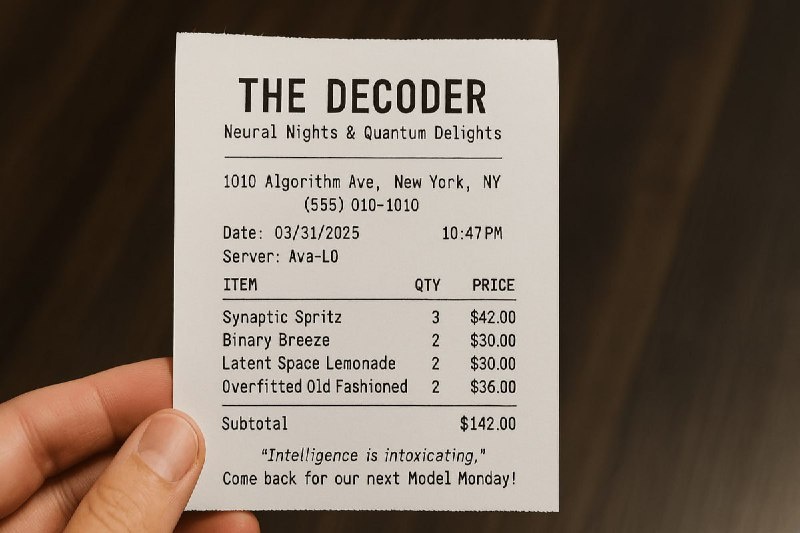 THE DECODER
Neural Nights & Quantum Delights
1010 Algorithm Ave, New York, NY
(555) 010-1010
Date: 03/31/2025 10:47 PM
Server: Ava-LO
ITEM QTY PRICE
Synaptic Spritz 3 $42.00
Binary Breeze 2 $30.00
Latent Space Lemonade 2 $30.00
Overfitted Old Fashioned 2 $36.00
Subtotal $142.00
“Intelligence is intoxicating,”
Come back for our next Model Monday!